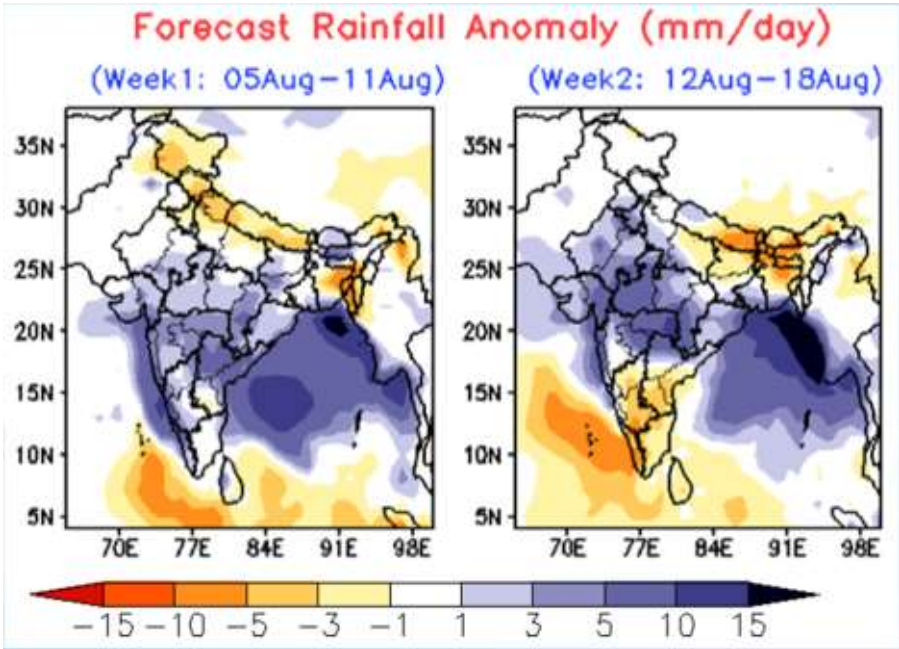 Forecast Rainfall Anomaly (mm/day)
(Week1: 05Aug-11Aug) (Week2: 12Aug-18Aug)
35N 35N
30N 30N
25N 25N
20N 20N
15N 15N
10N 10N
5N 5N
70E 77E 84E 91E 98E 70E 77E 84E 91E 98E
-15 -10 -5 -3 -1 1 3 5 10 15